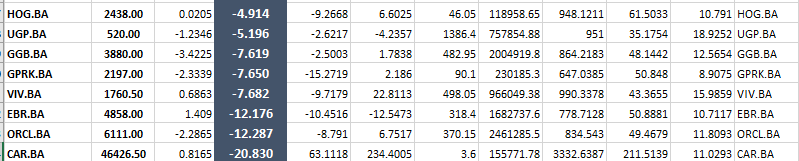 HOG.BA 2438.00 0.0205 -4.914 -9.2668 6.6025 46.05 118958.65 948.1211 61.5033 10.791 HOG.BA
UGP.BA 520.00 -1.2346 -5.196 -2.6217 -4.2357 1386.4 757854.88 951 35.1754 18.9252 UGP.BA
GGB.BA 3880.00 -3.4225 -7.619 -2.5003 1.7838 482.95 2004919.8 864.2183 48.1442 12.5654 GGB.BA
GPRK.BA 2197.00 -2.3339 -7.650 -15.2719 2.186 90.1 230185.3 647.0385 50.848 8.9075 GPRK.BA
VIV.BA 1760.50 0.6863 -7.682 -9.7179 22.8113 498.05 966049.38 990.3378 43.3655 15.9859 VIV.BA
EBR.BA 4858.00 1.409 -12.176 -10.4516 -12.5473 318.4 1682737.6 778.7128 50.8881 10.7117 EBR.BA
ORCL.BA 6111.00 -2.2865 -12.287 -8.791 6.7517 370.15 2461285.5 834.543 49.4679 11.8093 ORCL.BA
CAR.BA 46426.50 0.8165 -20.830 63.1118 234.4005 3.6 155771.78 3332.6387 211.5139 11.0293 CAR.BA